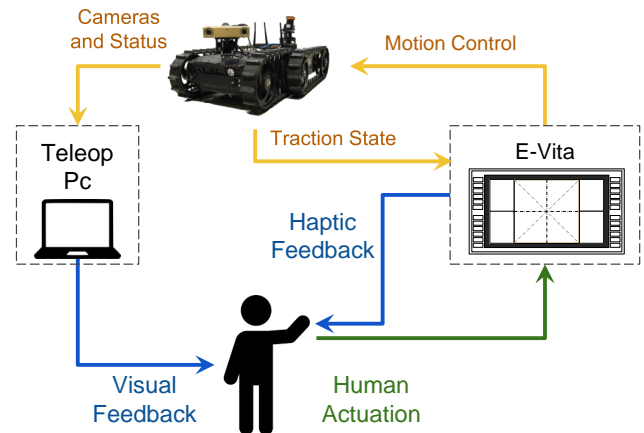 Cameras
and Status
Motion Control
Traction State
Teleop
Pc
E-Vita
Haptic
Feedback
Visual
Feedback
Human
Actuation